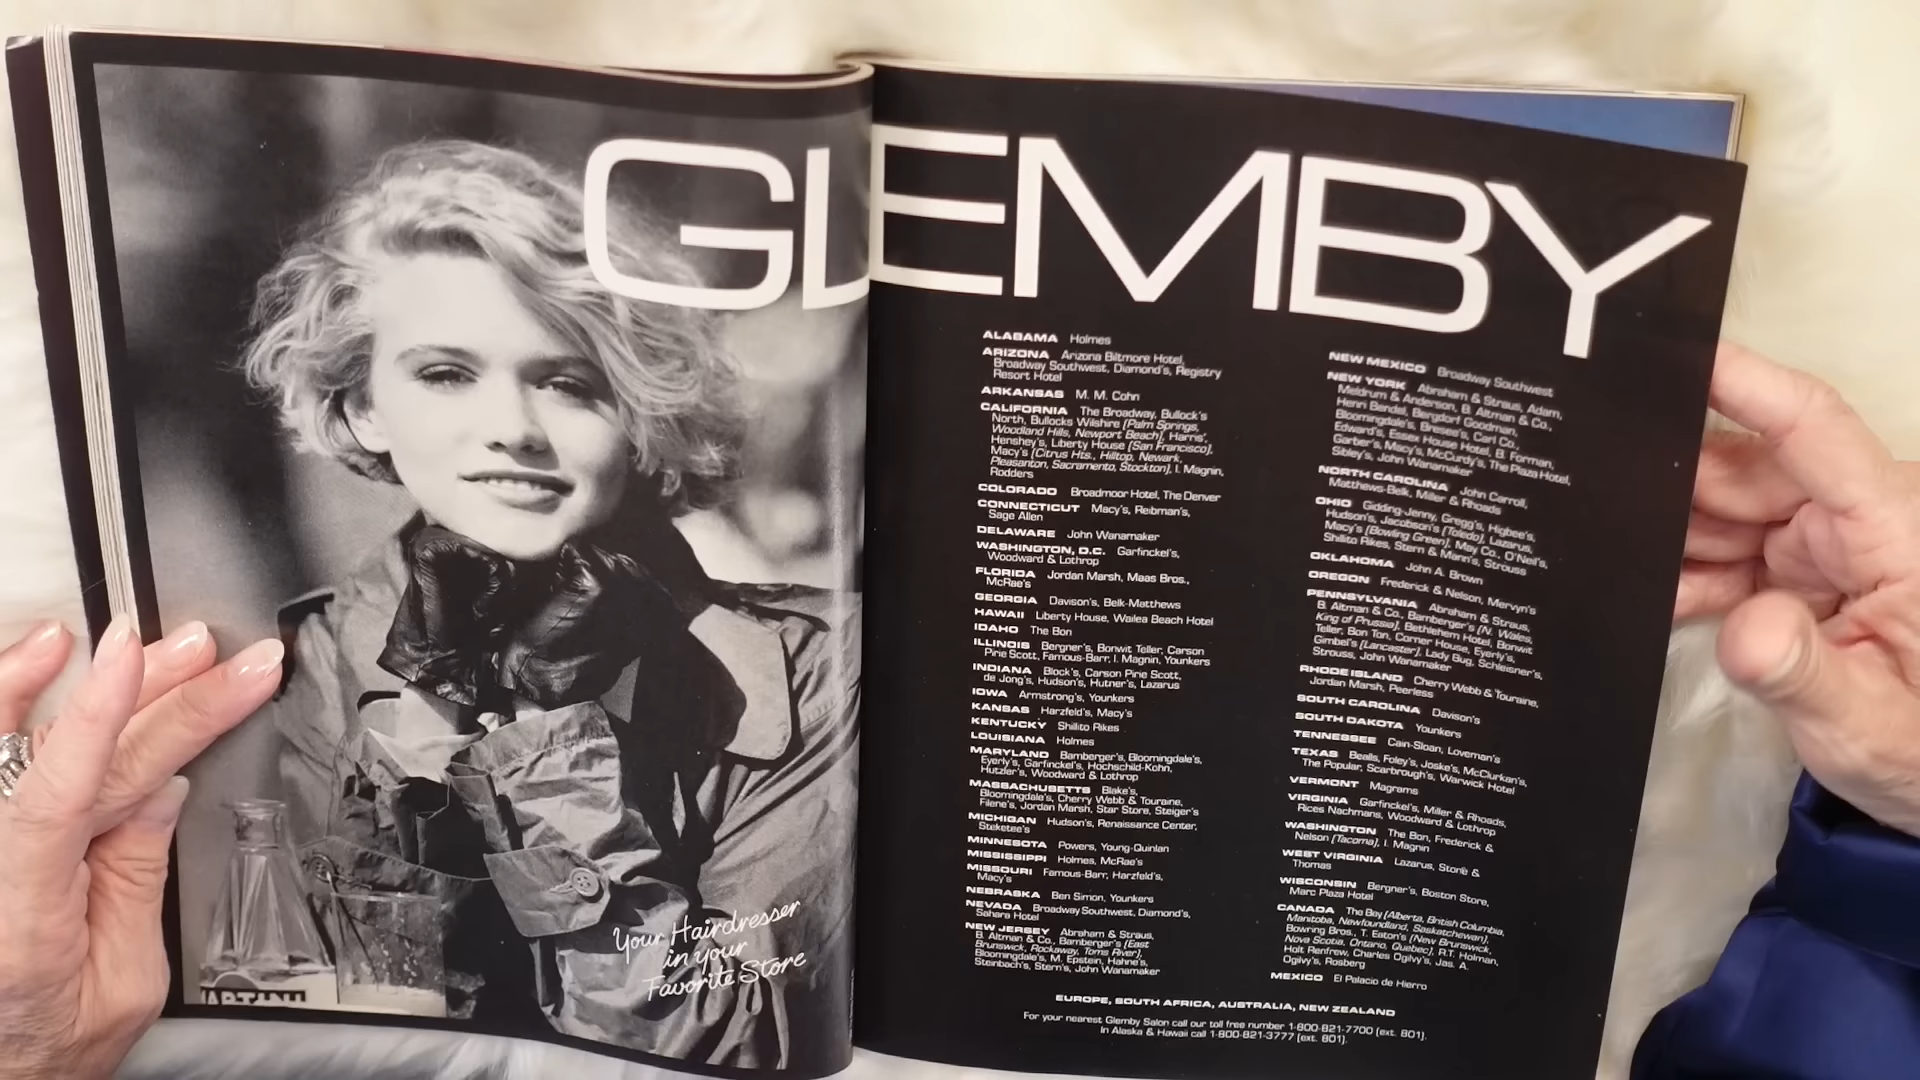 GLEMBY
Your Hairdresser
in your
Favorite Store
MARTINI
ALABAMA Holmes
ARIZONA Arizona Biltmore Hotel,
Broadway Southwest, Diamond's, Registry
Resort Hotel
ARKANSAS M. M. Cohn
CALIFORNIA The Broadway, Bullock's
North, Bullocks Wilshire (Palm Springs,
Woodland Hills, Newport Beach), Harris',
Henshey's, Liberty House (San Francisco),
Macy's (Citrus Hts., Hilltop, Newark,
Pleasanton, Sacramento, Stockton), I. Magnin,
Rodders
COLORADO Broadmoor Hotel, The Denver
CONNECTICUT Macy's, Reibman's,
Sage Allen
DELAWARE John Wanamaker
WASHINGTON, D.C. Garfinckel's,
Woodward & Lothrop
FLORIDA Jordan Marsh, Maas Bros.,
McRae's
GEORGIA Davison's, Belk-Matthews
HAWAII Liberty House, Wailea Beach Hotel
IDAHO The Bon
ILLINOIS Bergner's, Bonwit Teller, Carson
Pirie Scott, Famous-Barr, I. Magnin, Younkers
INDIANA Block's, Carson Pirie Scott,
de Jong's, Hudson's, Hutner's, Lazarus
IOWA Armstrong's, Younkers
KANSAS Harzfeld's, Macy's
KENTUCKY Shillito Rikes
LOUISIANA Holmes
MARYLAND Bamberger's, Bloomingdale's,
Eyerly's, Garfinckel's, Hochschild-Kohn,
Hutzler's, Woodward & Lothrop
MASSACHUSETTS Blake's,
Bloomingdale's, Cherry Webb & Touraine,
Filene's, Jordan Marsh, Star Store, Steiger's
MICHIGAN Hudson's, Renaissance Center,
Steketee's
MINNESOTA Powers, Young-Quinlan
MISSISSIPPI Holmes, McRae's
MISSOURI Famous-Barr, Harzfeld's,
Macy's
NEBRASKA Ben Simon, Younkers
NEVADA Broadway Southwest, Diamond's,
Sahara Hotel
NEW JERSEY Abraham & Straus,
B. Altman & Co., Bamberger's (East
Brunswick, Rockaway, Toms River),
Bloomingdale's, M. Epstein, Hahne's,
Steinbach's, Stern's, John Wanamaker
NEW MEXICO Broadway Southwest
NEW YORK Abraham & Straus, Adam,
Meldrum & Anderson, B. Altman & Co.,
Henri Bendel, Bergdorf Goodman,
Bloomingdale's, Bresee's, Carl Co.,
Edward's, Essex House Hotel, B. Forman,
Garber's, Macy's, McCurdy's, The Plaza Hotel,
Sibley's, John Wanamaker
NORTH CAROLINA John Carroll,
Matthews-Belk, Miller & Rhoads
OHIO Gidding-Jenny, Gregg's, Higbee's,
Hudson's, Jacobson's (Toledo), Lazarus,
Macy's (Bowling Green), May Co., O'Neil's,
Shillito Rikes, Stern & Mann's, Strouss
OKLAHOMA John A. Brown
OREGON Frederick & Nelson, Mervyn's
PENNSYLVANIA Abraham & Straus,
B. Altman & Co., Bamberger's (N. Wales,
King of Prussia), Bethlehem Hotel, Bonwit
Teller, Bon Ton, Corner House, Eyerly's,
Gimbel's (Lancaster), Lady Bug, Schleisner's,
Strouss, John Wanamaker
RHODE ISLAND Cherry Webb & Touraine,
Jordan Marsh, Peerless
SOUTH CAROLINA Davison's
SOUTH DAKOTA Younkers
TENNESSEE Cain-Sloan, Loveman's
TEXAS Bealls, Foley's, Joske's, McClurkan's,
The Popular, Scarbrough's, Warwick Hotel
VERMONT Magrams
VIRGINIA Garfinckel's, Miller & Rhoads,
Rices Nachmans, Woodward & Lothrop
WASHINGTON The Bon, Frederick &
Nelson (Tacoma), I. Magnin
WEST VIRGINIA Lazarus, Stone &
Thomas
WISCONSIN Bergner's, Boston Store,
Marc Plaza Hotel
CANADA The Bay (Alberta, British Columbia,
Manitoba, Newfoundland, Saskatchewan),
Bowring Bros., T. Eaton's (New Brunswick,
Nova Scotia, Ontario, Quebec), R.T. Holman,
Holt Renfrew, Charles Ogilvy's, Jas. A.
Ogilvy's, Rosberg
MEXICO El Palacio de Hierro
EUROPE, SOUTH AFRICA, AUSTRALIA, NEW ZEALAND
For your nearest Glemby Salon call our toll free number 1-800-821-7700 (ext. 801).
In Alaska & Hawaii call 1-800-821-3777 (ext. 801).